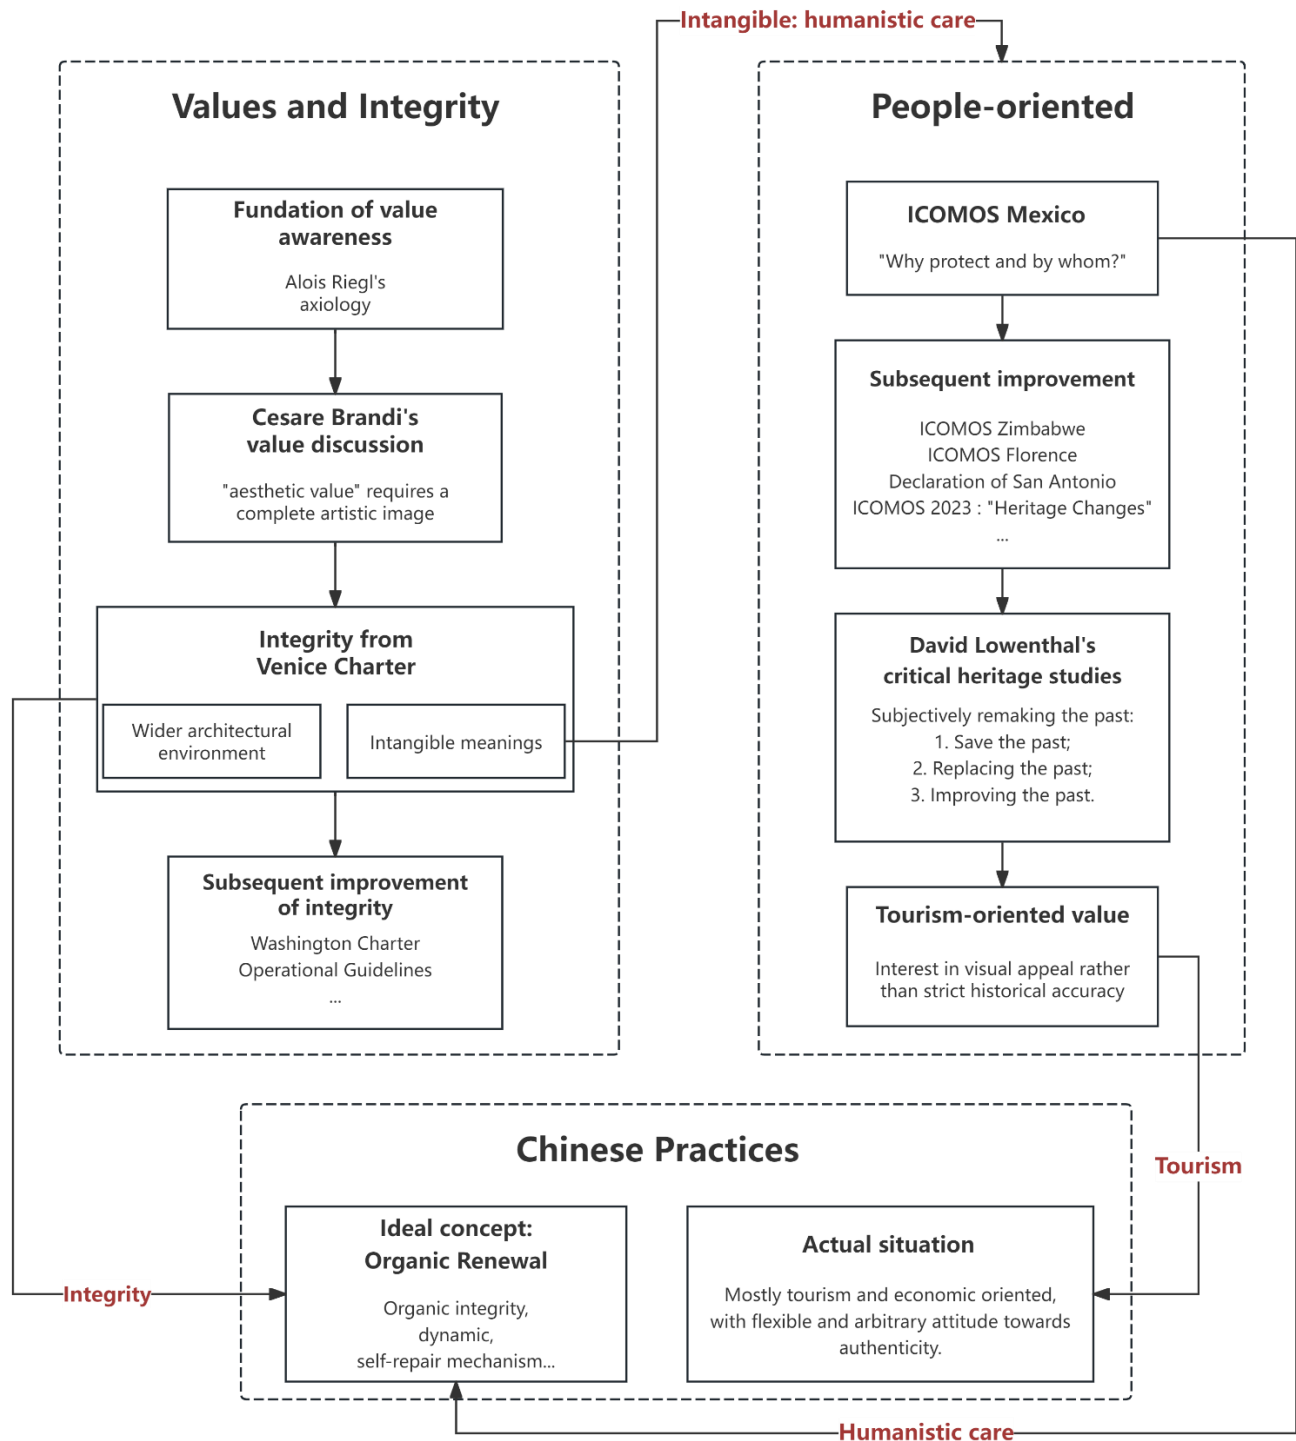 Intangible: humanistic care
Values and Integrity
Fundation of value
awareness
Alois Riegl's
axiology
Cesare Brandi's
value discussion
"aesthetic value" requires a
complete artistic image
Integrity from
Venice Charter
Wider architectural
environment
Intangible meanings
Subsequent improvement
of integrity
Washington Charter
Operational Guidelines
...
People-oriented
ICOMOS Mexico
"Why protect and by whom?"
Subsequent improvement
ICOMOS Zimbabwe
ICOMOS Florence
Declaration of San Antonio
ICOMOS 2023 : "Heritage Changes"
...
David Lowenthal's
critical heritage studies
Subjectively remaking the past:
1. Save the past;
2. Replacing the past;
3. Improving the past.
Tourism-oriented value
Interest in visual appeal rather
than strict historical accuracy
Tourism
Chinese Practices
Integrity
Ideal concept:
Organic Renewal
Organic integrity,
dynamic,
self-repair mechanism...
Actual situation
Mostly tourism and economic oriented,
with flexible and arbitrary attitude towards
authenticity.
Humanistic care